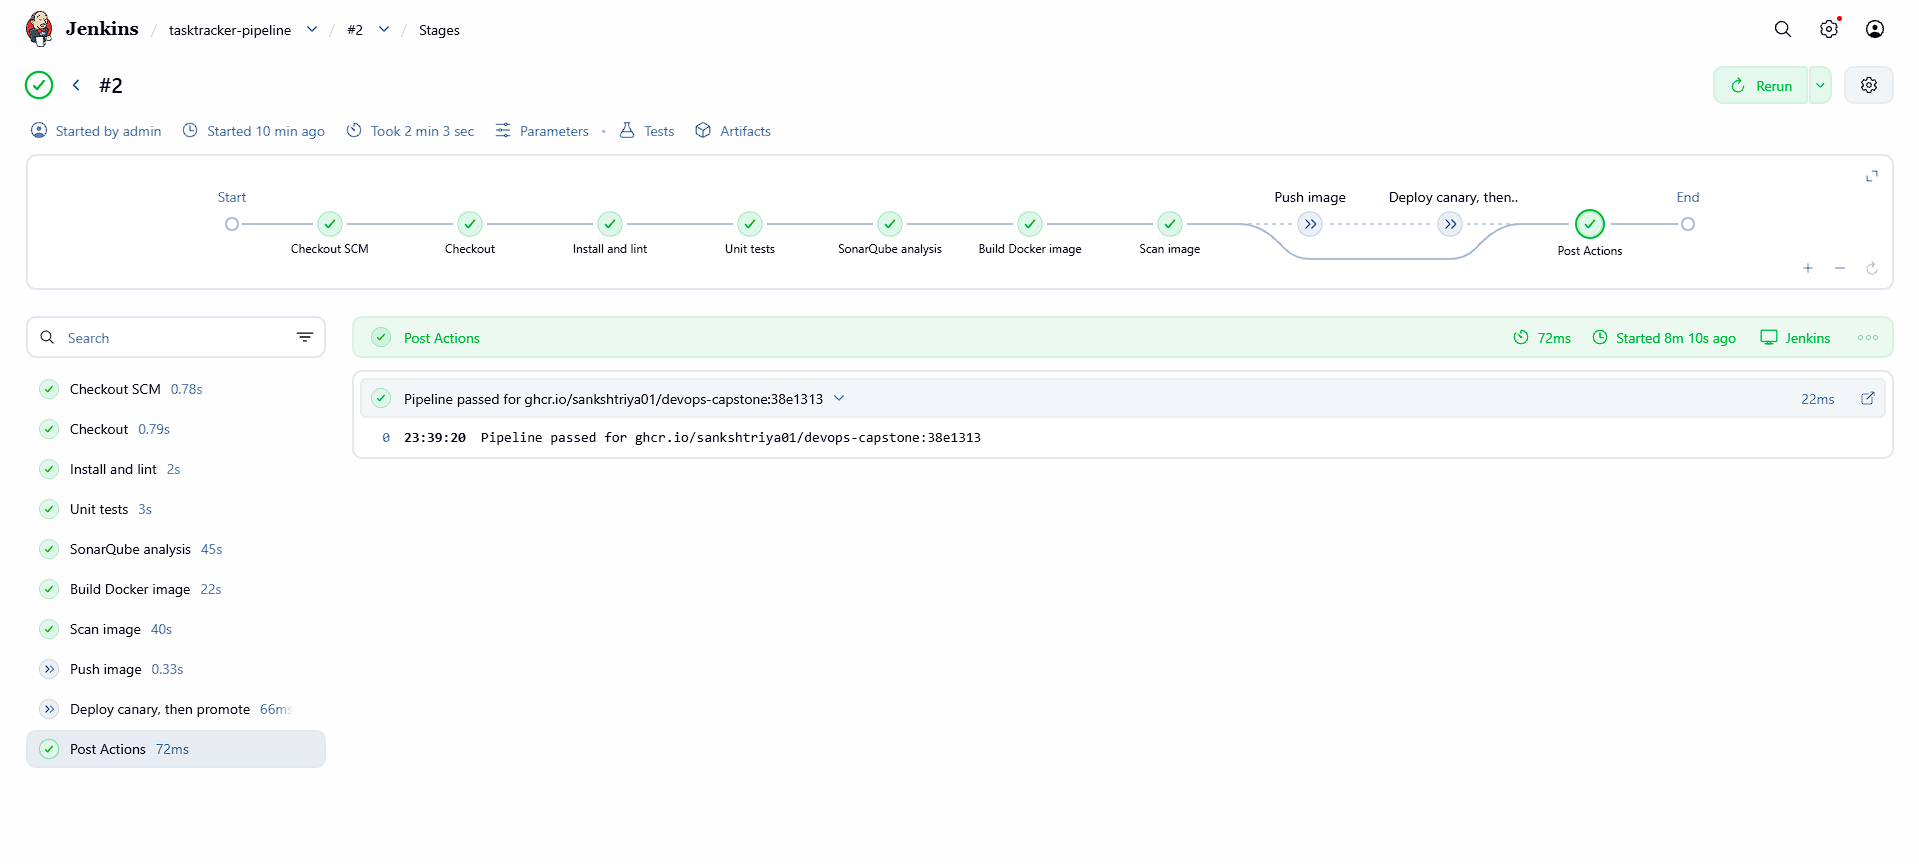 Jenkins / tasktracker-pipeline / #2 / Stages
#2
Rerun
Started by admin Started 10 min ago Took 2 min 3 sec Parameters Tests Artifacts
Start Push image Deploy canary, then.. End
Checkout SCM Checkout Install and lint Unit tests SonarQube analysis Build Docker image Scan image Post Actions
Search
Checkout SCM 0.78s
Checkout 0.79s
Install and lint 2s
Unit tests 3s
SonarQube analysis 45s
Build Docker image 22s
Scan image 40s
Push image 0.33s
Deploy canary, then promote 66ms
Post Actions 72ms
Post Actions 72ms Started 8m 10s ago Jenkins
Pipeline passed for ghcr.io/sankshtriya01/devops-capstone:38e1313 22ms
0 23:39:20 Pipeline passed for ghcr.io/sankshtriya01/devops-capstone:38e1313